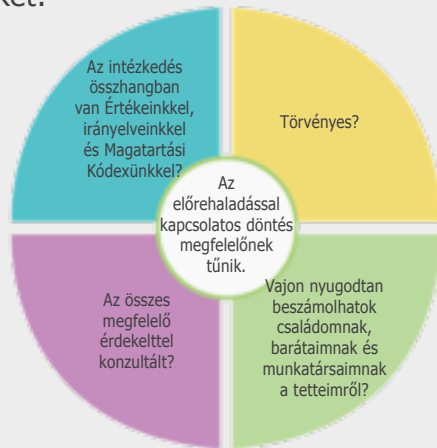 Az intézkedés
összhangban
van Értékeinkkel,
irányelveinkkel
és Magatartási
Kódexünkkel?
Törvényes?
Az
előrehaladással
kapcsolatos döntés
megfelelőnek
tűnik.
Az összes
megfelelő
érdekelttel
konzultált?
Vajon nyugodtan
beszámolhatok
családomnak,
barátaimnak és
munkatársaimnak
a tetteimről?